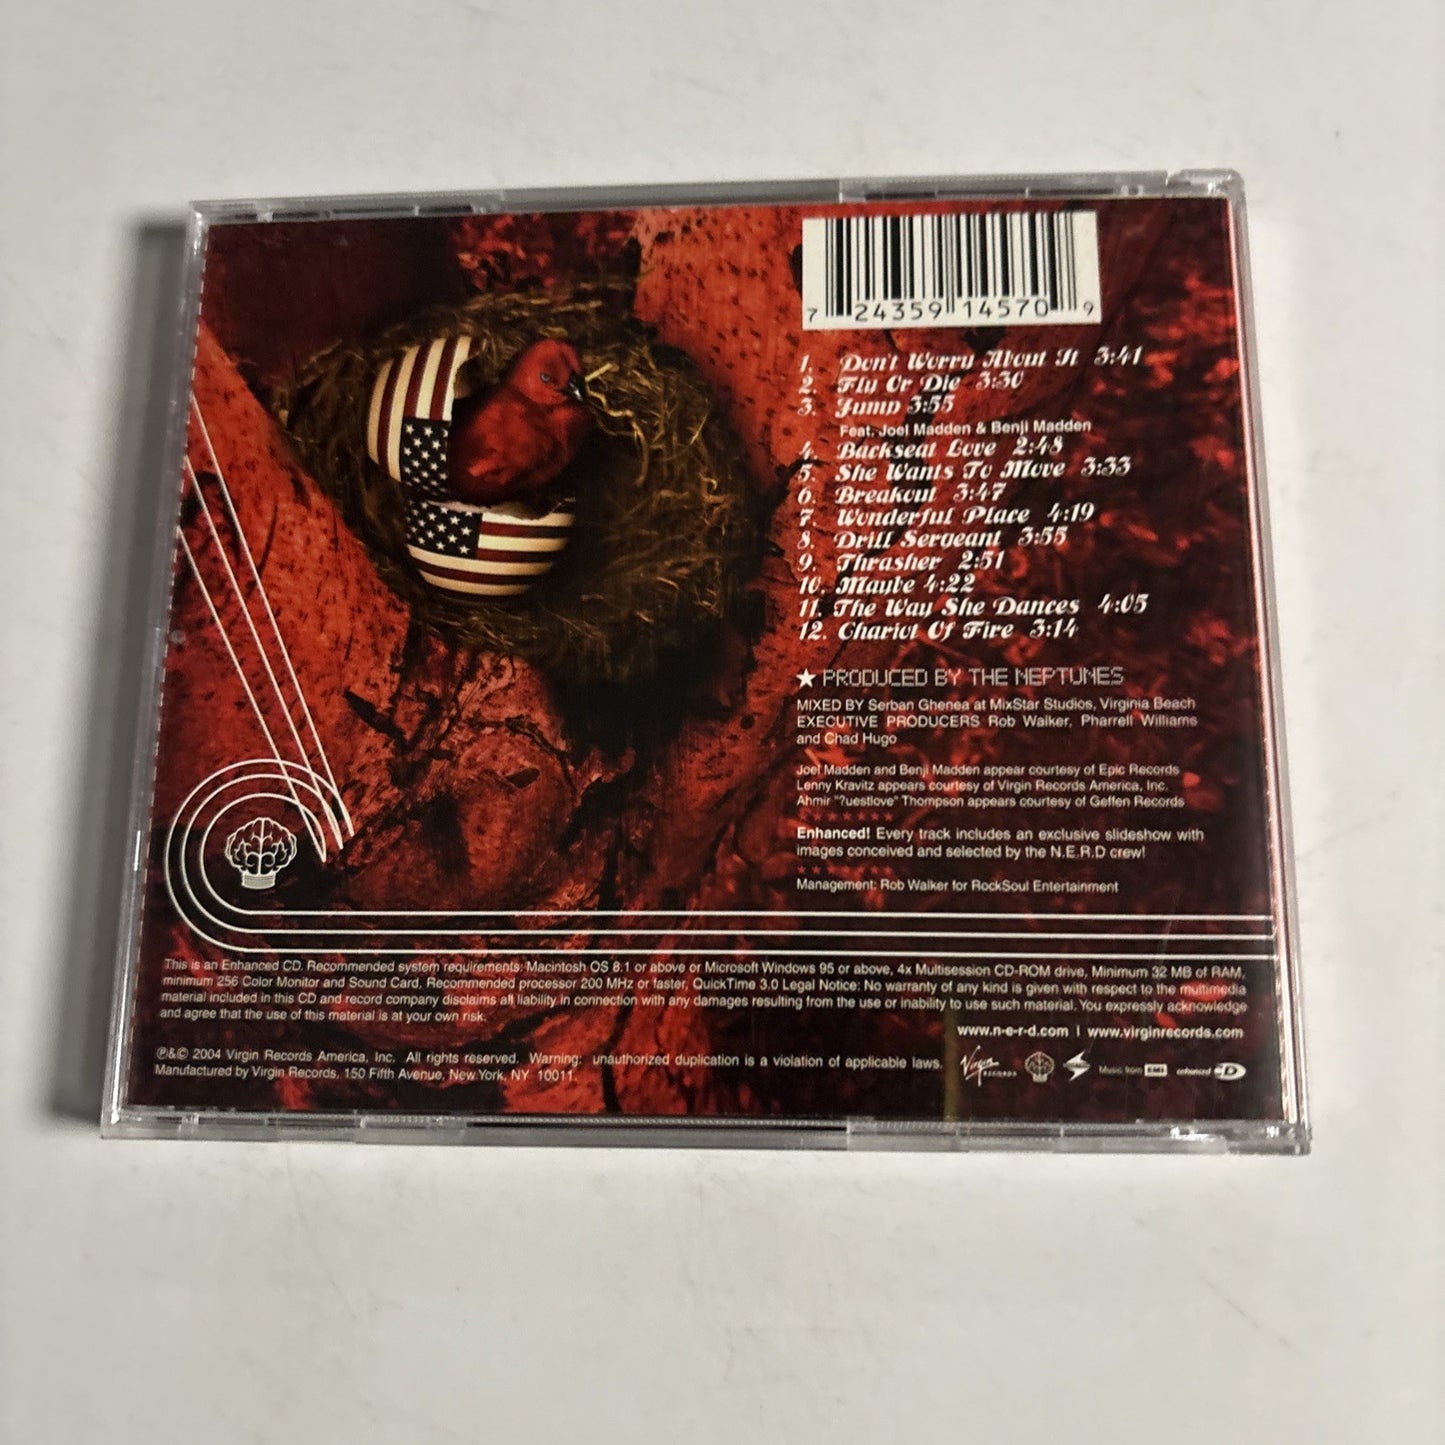 7 24359 14570 9
1. Don't Worry About It 3:41
2. Fly Or Die 3:30
3. Jump 3:55
Feat. Joel Madden & Benji Madden
4. Backseat Love 2:48
5. She Wants To Move 3:33
6. Breakout 3:47
7. Wonderful Place 4:19
8. Drill Sergeant 3:55
9. Thrasher 2:51
10. Maybe 4:22
11. The Way She Dances 4:05
12. Chariot Of Fire 3:14
★ PRODUCED BY THE NEPTUNES
MIXED BY Serban Ghenea at MixStar Studios, Virginia Beach
EXECUTIVE PRODUCERS Rob Walker, Pharrell Williams
and Chad Hugo
Joel Madden and Benji Madden appear courtesy of Epic Records
Lenny Kravitz appears courtesy of Virgin Records America, Inc.
Ahmir "?uestlove" Thompson appears courtesy of Geffen Records
Enhanced! Every track includes an exclusive slideshow with
images conceived and selected by the N.E.R.D crew!
Management: Rob Walker for RockSoul Entertainment
This is an Enhanced CD. Recommended system requirements: Macintosh OS 8.1 or above or Microsoft Windows 95 or above, 4x Multisession CD-ROM drive, Minimum 32 MB of RAM,
minimum 256 Color Monitor and Sound Card, Recommended processor 200 MHz or faster, QuickTime 3.0 Legal Notice: No warranty of any kind is given with respect to the multimedia
material included in this CD and record company disclaims all liability in connection with any damages resulting from the use or inability to use such material. You expressly acknowledge
and agree that the use of this material is at your own risk.
www.n-e-r-d.com | www.virginrecords.com
℗&© 2004 Virgin Records America, Inc. All rights reserved. Warning: unauthorized duplication is a violation of applicable laws.
Manufactured by Virgin Records, 150 Fifth Avenue, New York, NY 10011.
Virgin RECORDS
Music from EMI
enhanced CD